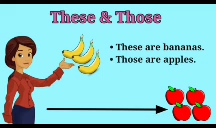 These & Those
• These are bananas.
• Those are apples.